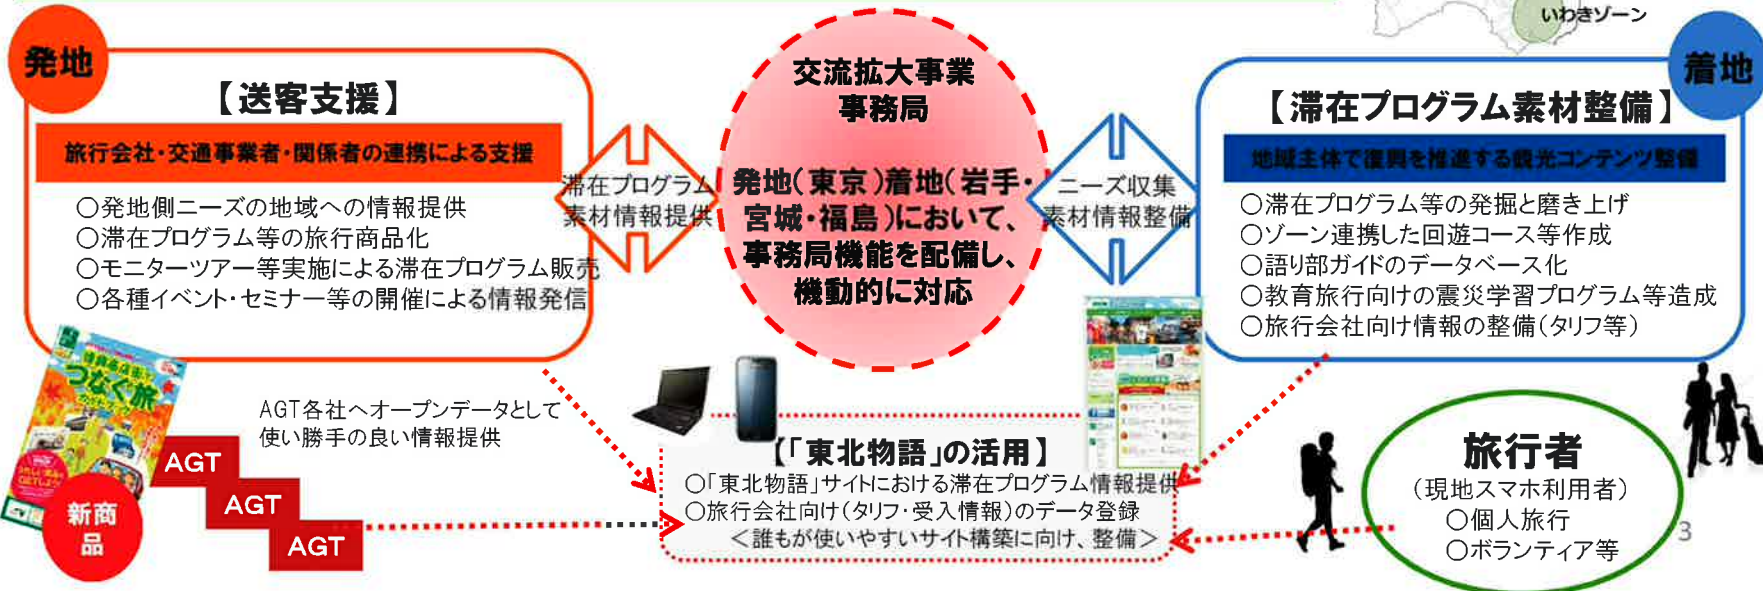 いわきゾーン
発地
【送客支援】
旅行会社・交通事業者・関係者の連携による支援
○発地側ニーズの地域への情報提供
○滞在プログラム等の旅行商品化
○モニターツアー等実施による滞在プログラム販売
○各種イベント・セミナー等の開催による情報発信
滞在プログラム
素材情報提供
交流拡大事業
事務局
発地(東京)着地(岩手・
宮城・福島)において、
事務局機能を配備し、
機動的に対応
ニーズ収集
素材情報整備
着地
【滞在プログラム素材整備】
地域主体で復興を推進する観光コンテンツ整備
○滞在プログラム等の発掘と磨き上げ
○ゾーン連携した回遊コース等作成
○語り部ガイドのデータベース化
○教育旅行向けの震災学習プログラム等造成
○旅行会社向け情報の整備(タリフ等)
つなぐ旅
新商
品
AGT各社へオープンデータとして
使い勝手の良い情報提供
AGT
AGT
AGT
【「東北物語」の活用】
○「東北物語」サイトにおける滞在プログラム情報提供
○旅行会社向け(タリフ・受入情報)のデータ登録
＜誰もが使いやすいサイト構築に向け、整備＞
旅行者
(現地スマホ利用者)
○個人旅行
○ボランティア等
3